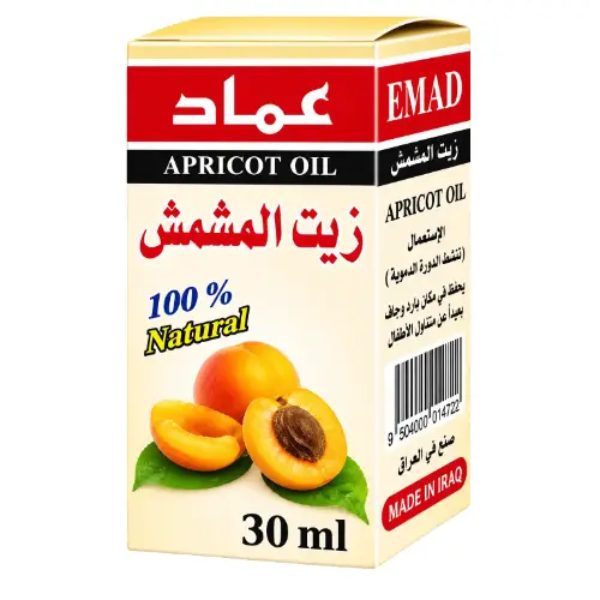 عماد
APRICOT OIL
زيت المشمش
100 %
Natural
30 ml
EMAD
زيت المشمش
APRICOT OIL
الإستعمال
(تنشط الدورة الدموية)
يحفظ في مكان بارد وجاف
بعيداً عن متناول الأطفال
9 504000 014722
صنع في العراق
MADE IN IRAQ